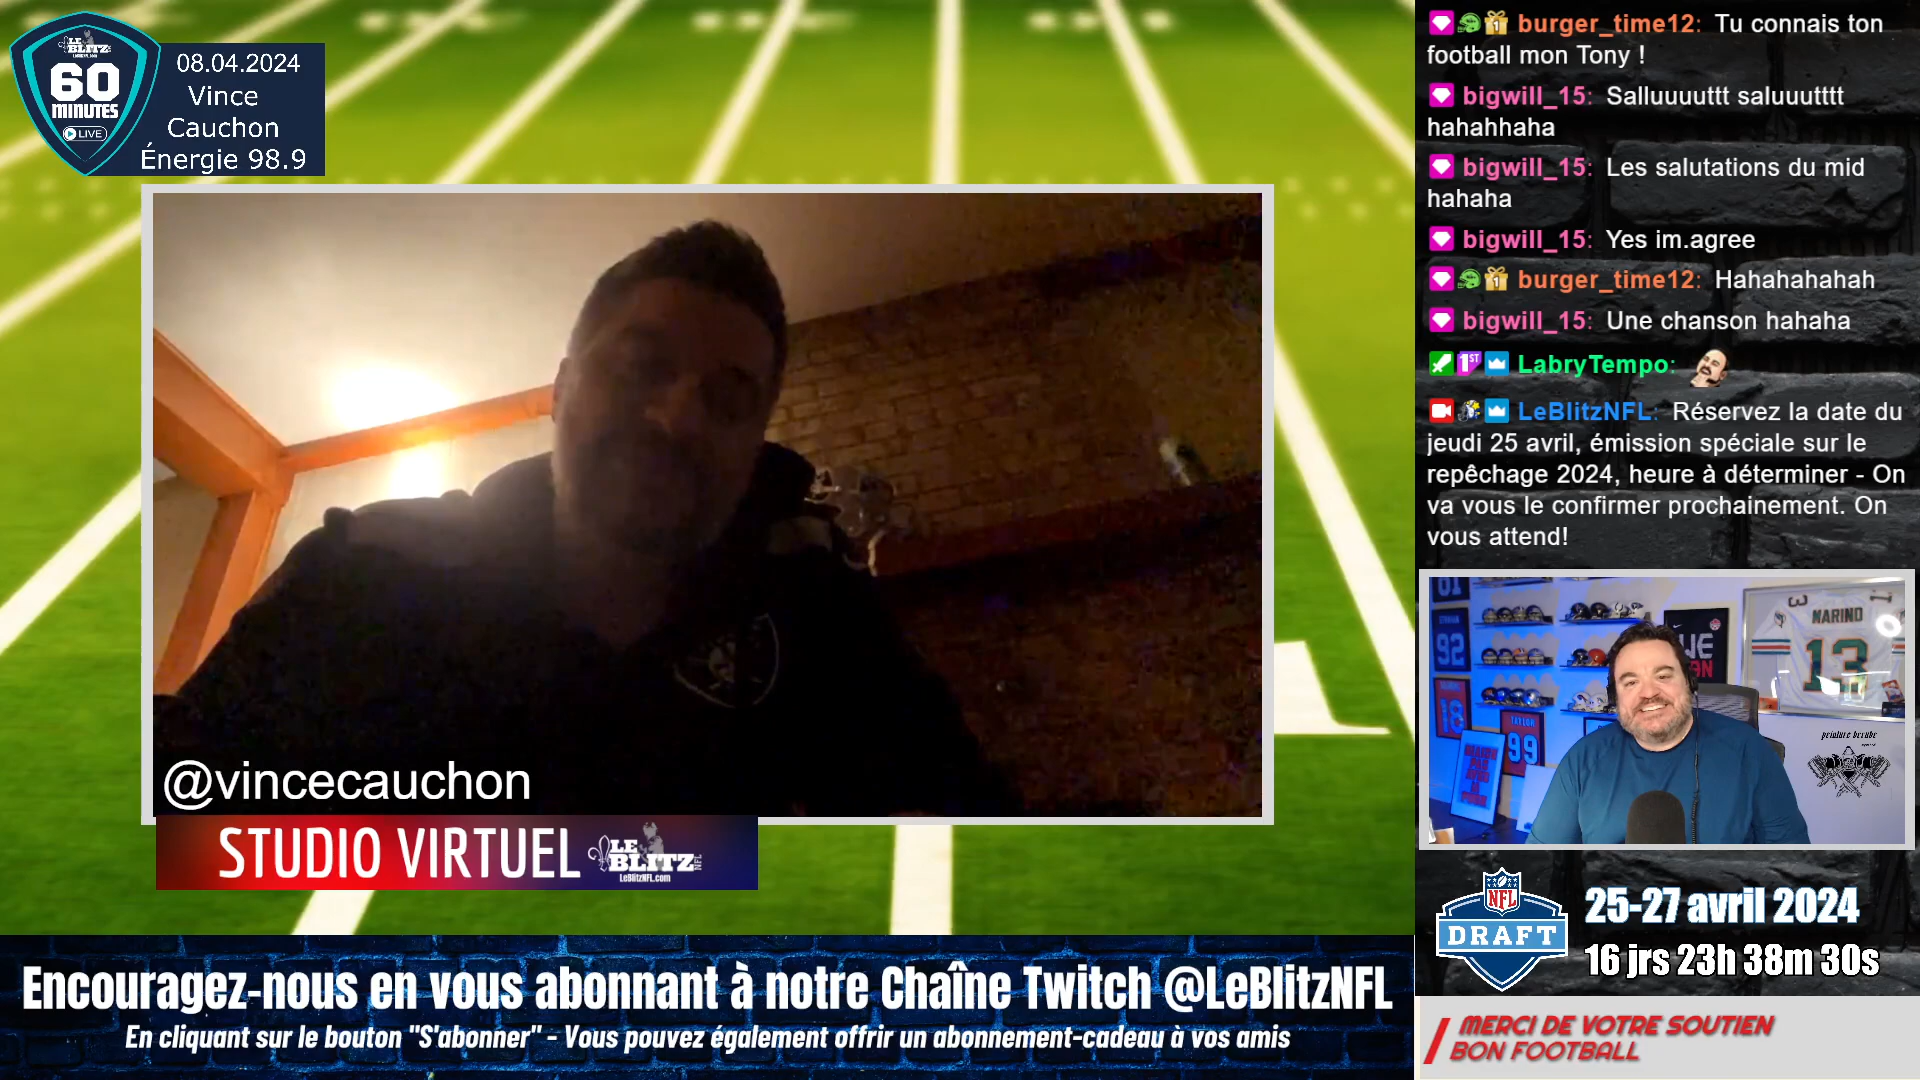 LE
BLITZ
60
MINUTES
LIVE
08.04.2024
Vince
Cauchon
Énergie 98.9
@vincecauchon
STUDIO VIRTUEL
LE
BLITZ
NFL
LeBlitzNFL.com
Encouragez-nous en vous abonnant à notre Chaîne Twitch @LeBlitzNFL
En cliquant sur le bouton "S'abonner" - Vous pouvez également offrir un abonnement-cadeau à vos amis
burger_time12: Tu connais ton
football mon Tony !
bigwill_15: Salluuuuttt saluuutttt
hahahhaha
bigwill_15: Les salutations du mid
hahaha
bigwill_15: Yes im.agree
burger_time12: Hahahahahah
bigwill_15: Une chanson hahaha
1ST LabryTempo:
LeBlitzNFL: Réservez la date du
jeudi 25 avril, émission spéciale sur le
repêchage 2024, heure à déterminer - On
va vous le confirmer prochainement. On
vous attend!
MARINO
13
92
18
TAYLOR
99
peinture berube
NFL
DRAFT
25-27 avril 2024
16 jrs 23h 38m 30s
MERCI DE VOTRE SOUTIEN
BON FOOTBALL